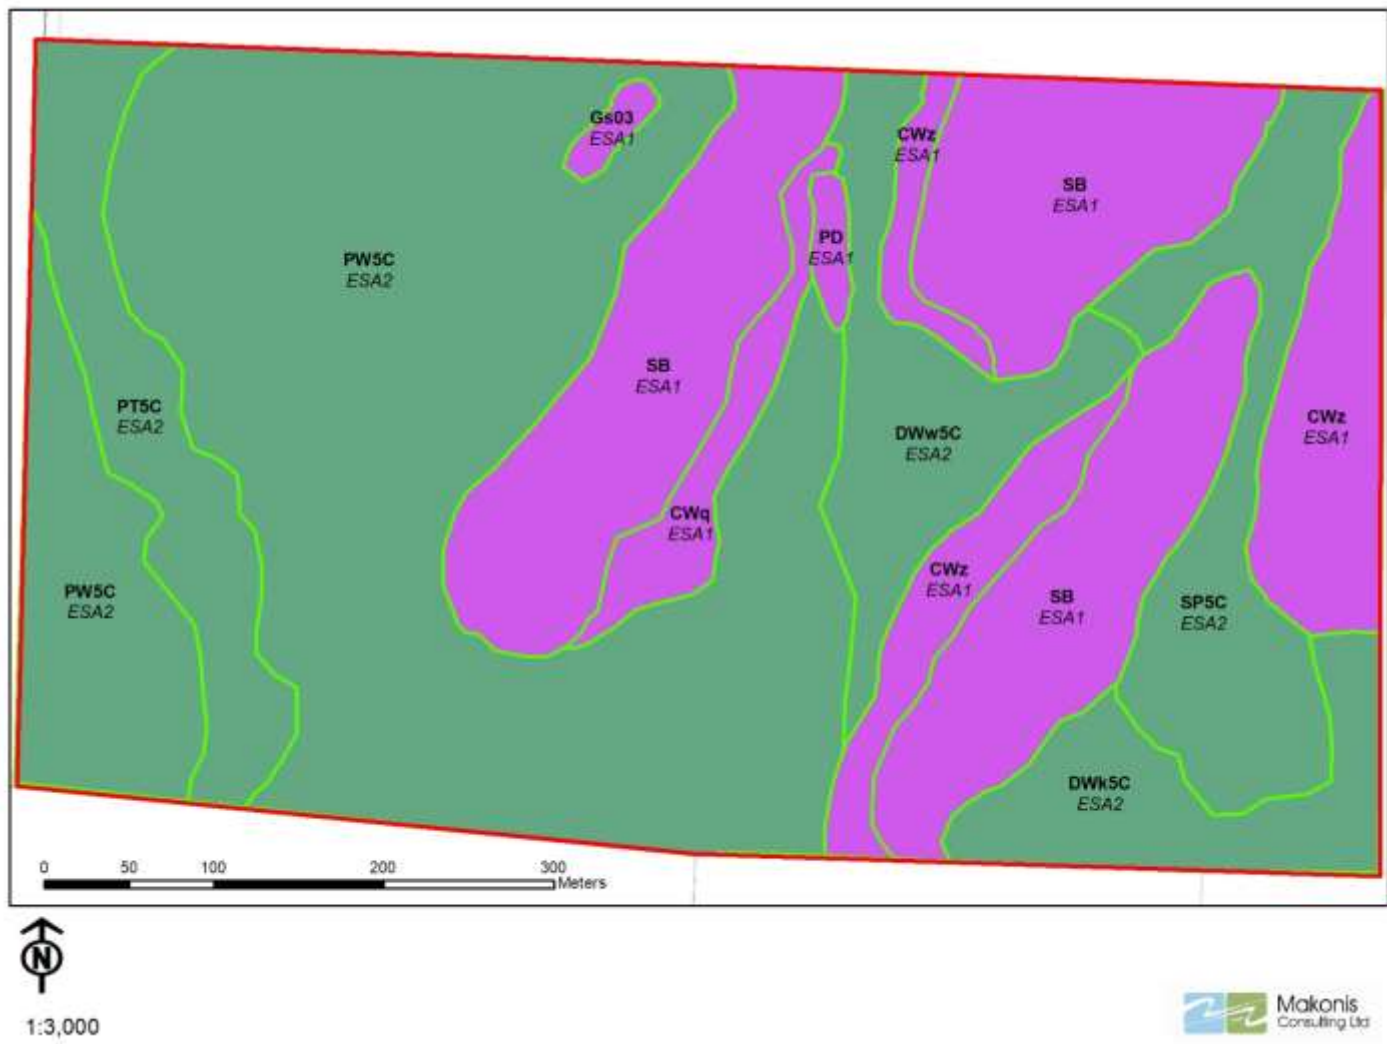 Gs03
ESA1
CWz
ESA1
SB
ESA1
PD
ESA1
PW5C
ESA2
SB
ESA1
PT5C
ESA2
DWw5C
ESA2
CWz
ESA1
CWq
ESA1
CWz
ESA1
PW5C
ESA2
SB
ESA1
SP5C
ESA2
DWk5C
ESA2
0 50 100 200 300
Meters
N
1:3,000
Makonis
Consulting Ltd